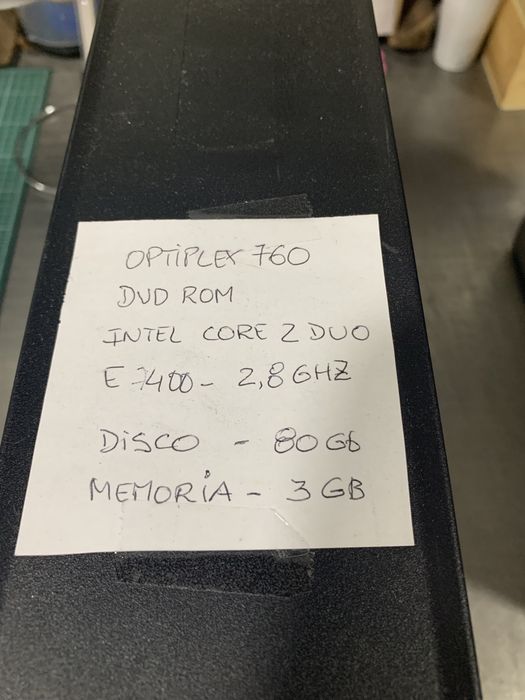 OPTIPLEX 760
DVD ROM
INTEL CORE 2 DUO
E 7400 - 2,8 GHZ
DISCO - 80 Gb
MEMORIA - 3 GB